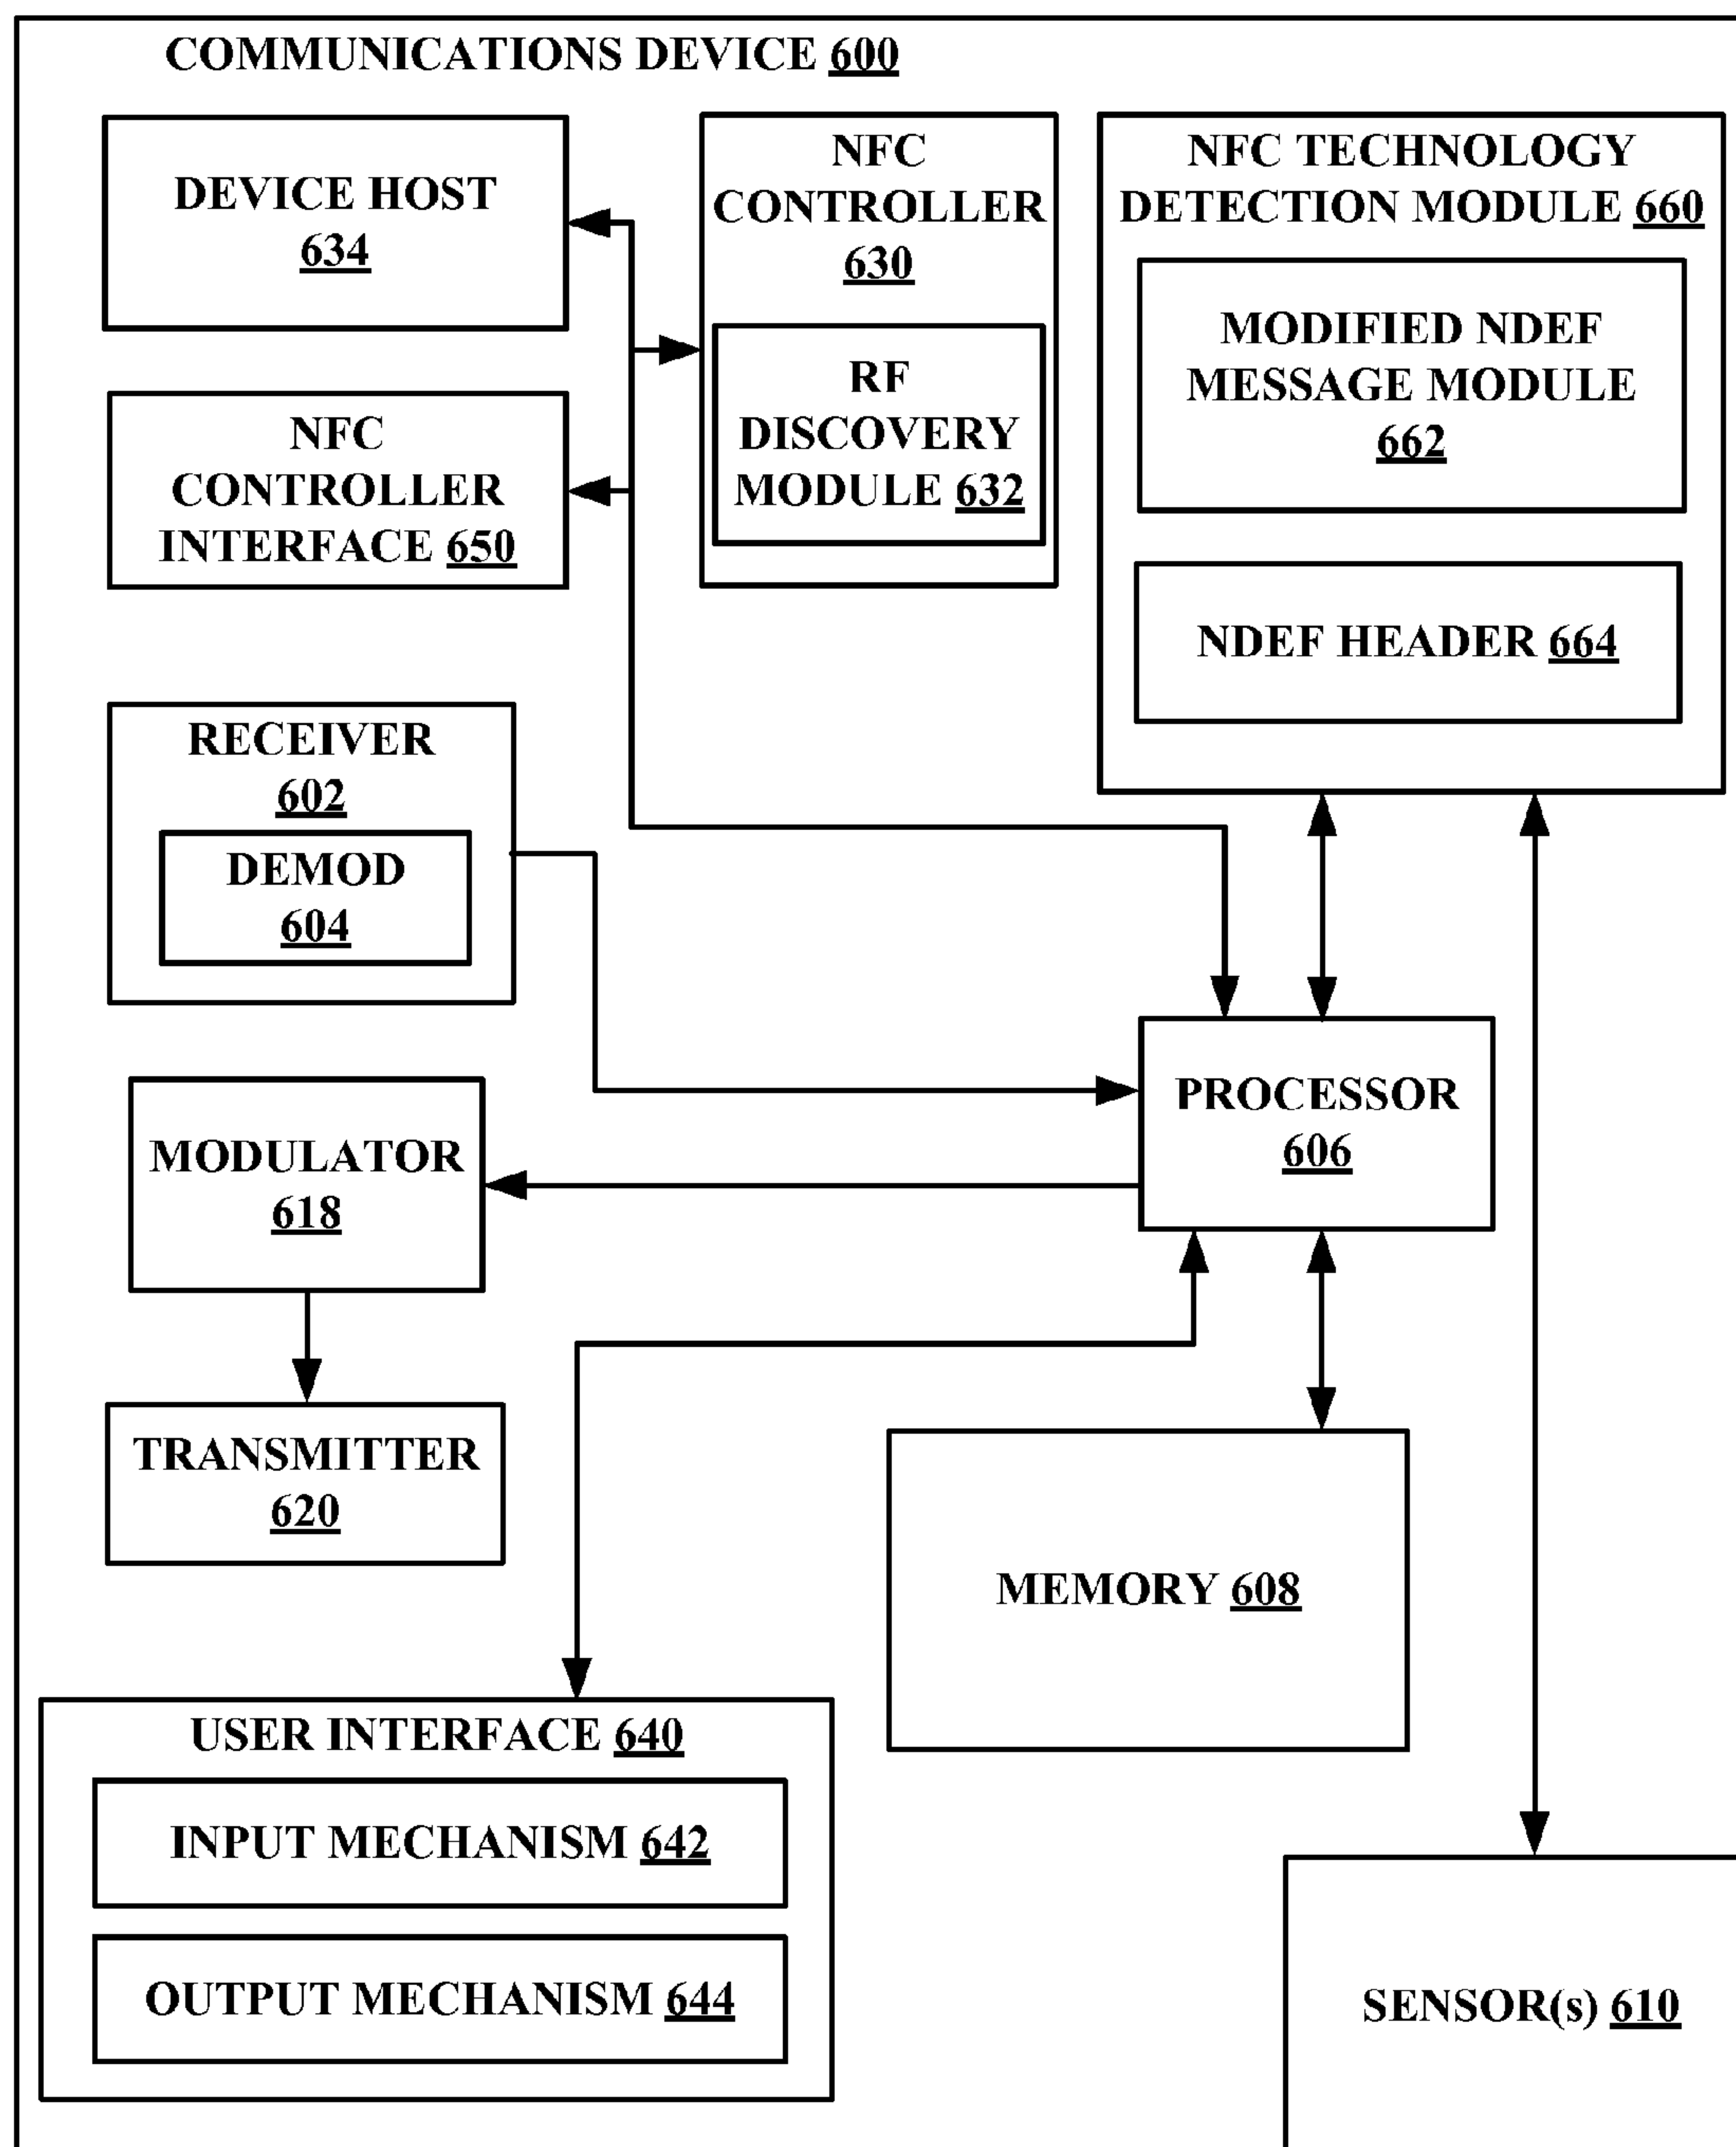 COMMUNICATIONS DEVICE 600
DEVICE HOST
634
NFC
CONTROLLER
630
RF
DISCOVERY
MODULE 632
NFC TECHNOLOGY
DETECTION MODULE 660
MODIFIED NDEF
MESSAGE MODULE
662
NDEF HEADER 664
NFC
CONTROLLER
INTERFACE 650
RECEIVER
602
DEMOD
604
PROCESSOR
606
MODULATOR
618
TRANSMITTER
620
MEMORY 608
USER INTERFACE 640
INPUT MECHANISM 642
OUTPUT MECHANISM 644
SENSOR(s) 610